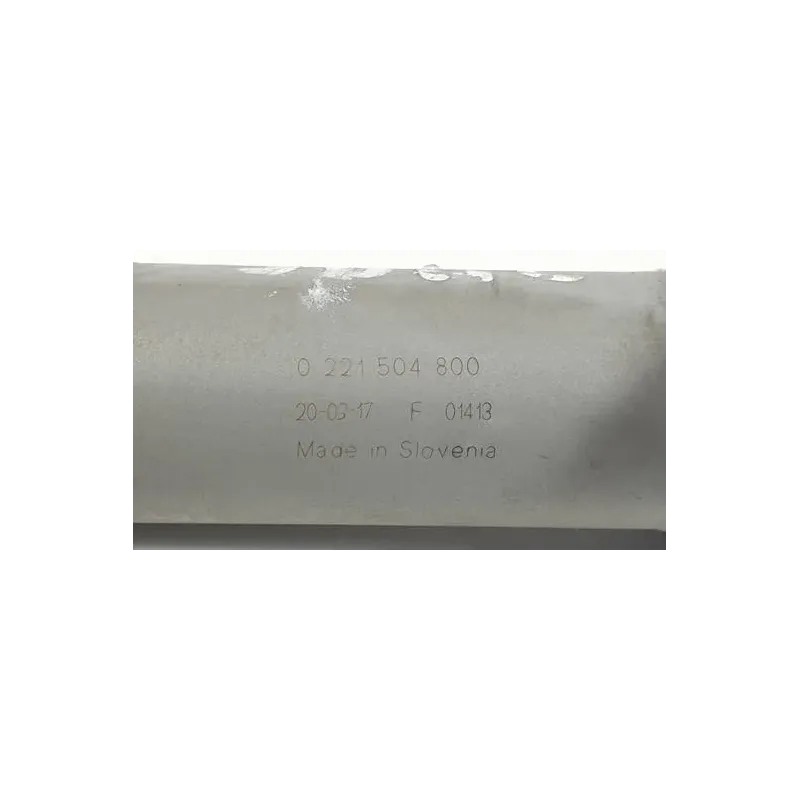 0 221 504 800
20-03-17 F 01413
Made in Slovenia